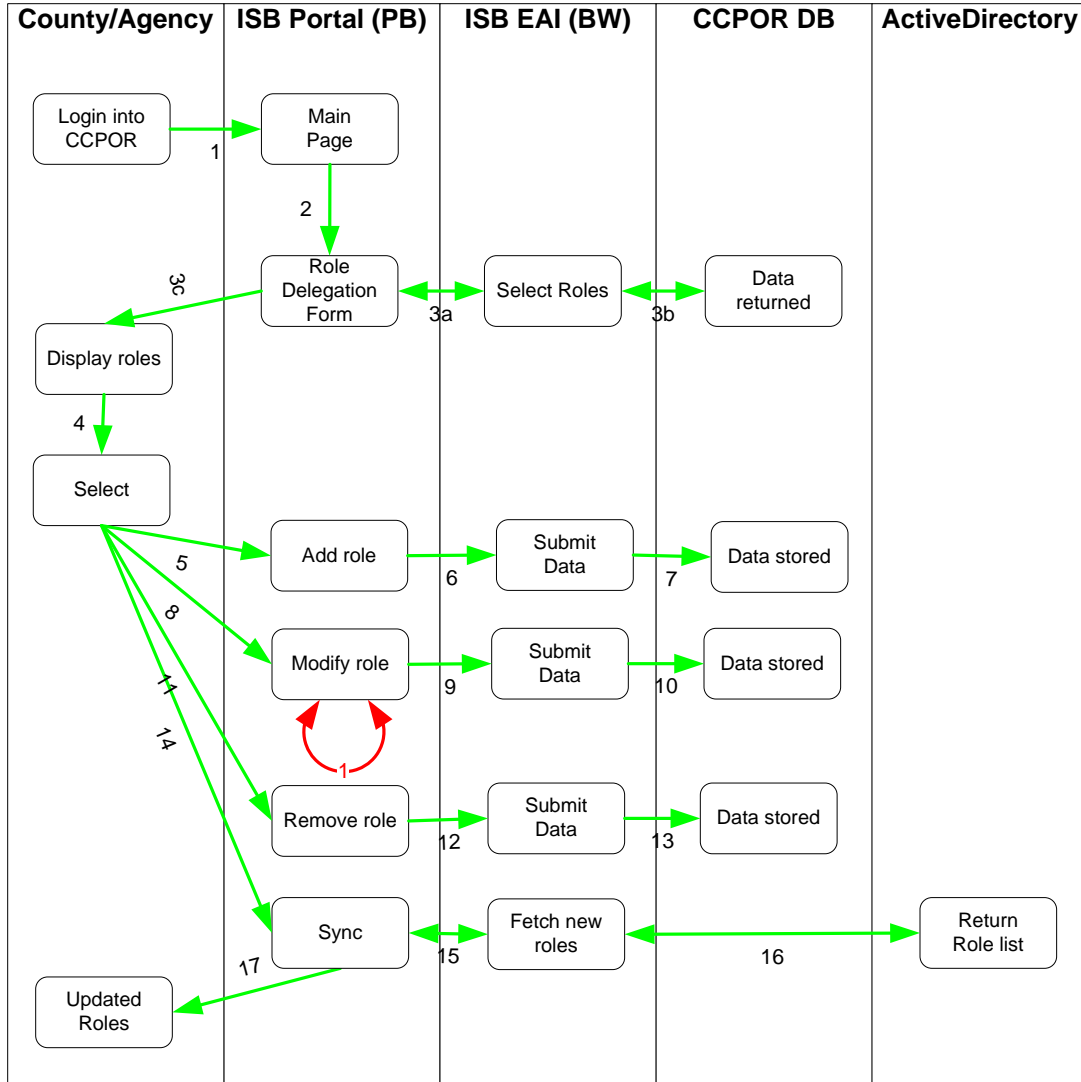 County/Agency
ISB Portal (PB)
ISB EAI (BW)
CCPOR DB
ActiveDirectory
Login into
CCPOR
1
Main
Page
2
3c
Role
Delegation
Form
3a
Select Roles
3b
Data
returned
Display roles
4
Select
5
Add role
6
Submit
Data
7
Data stored
8
Modify role
9
Submit
Data
10
Data stored
11
14
1
Remove role
12
Submit
Data
13
Data stored
Sync
15
Fetch new
roles
16
Return
Role list
17
Updated
Roles